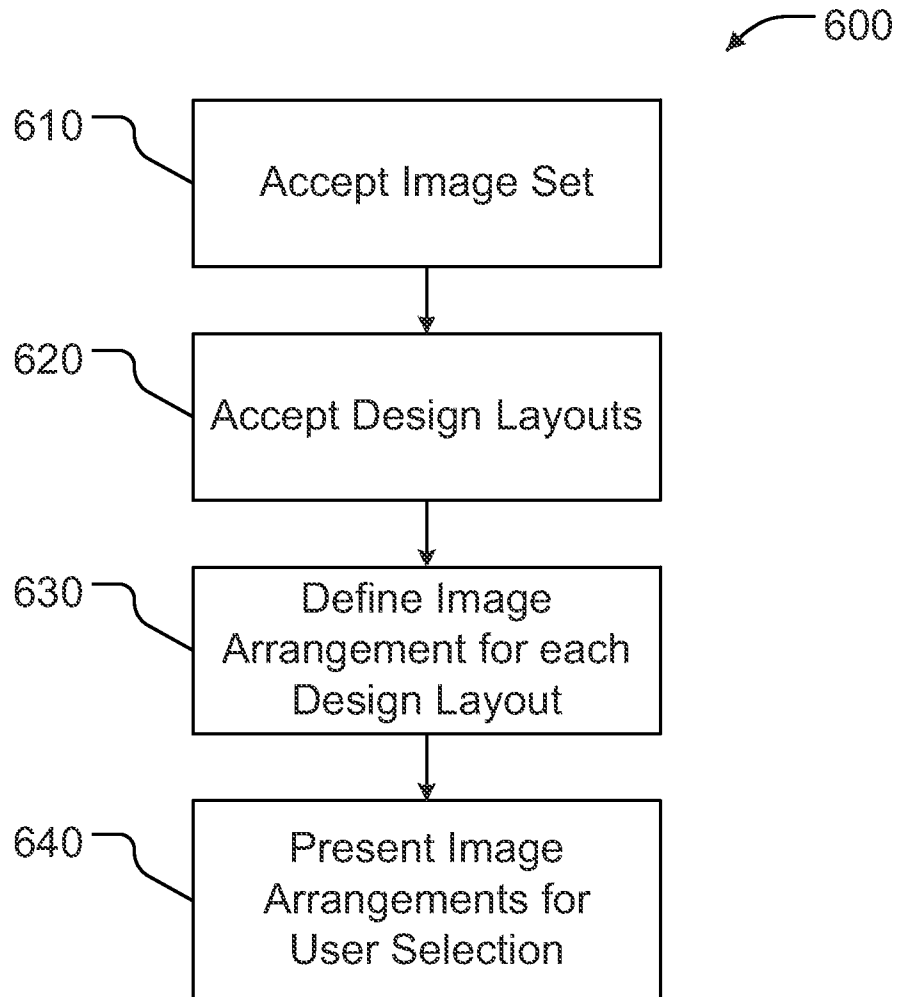 600
610
Accept Image Set
620
Accept Design Layouts
630
Define Image
Arrangement for each
Design Layout
640
Present Image
Arrangements for
User Selection